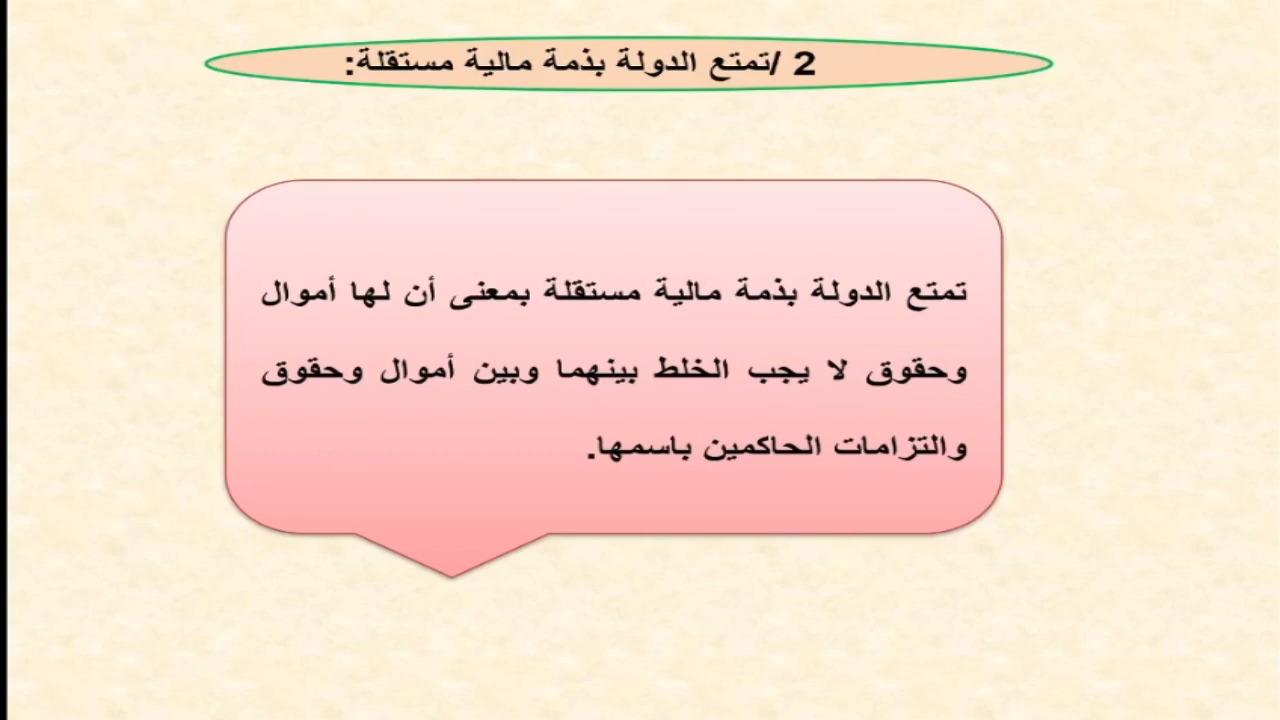 2 /تمتع الدولة بذمة مالية مستقلة:
تمتع الدولة بذمة مالية مستقلة بمعنى أن لها أموال
وحقوق لا يجب الخلط بينهما وبين أموال وحقوق
والتزامات الحاكمين باسمها.